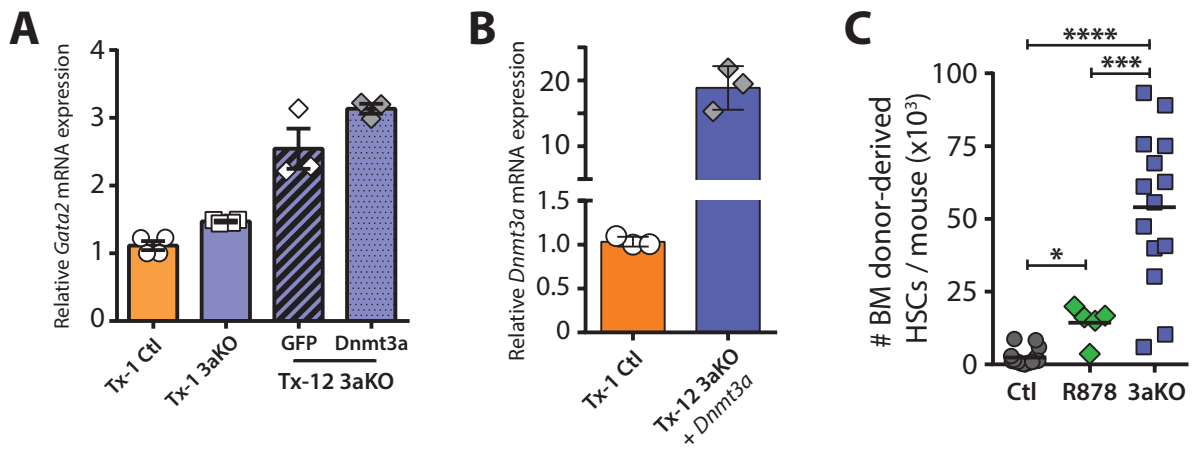 A
Relative Gata2 mRNA expression
4
3
2
1
0
Tx-1 Ctl
Tx-1 3aKO
GFP
Dnmt3a
Tx-12 3aKO
B
Relative Dnmt3a mRNA expression
20
10
1.5
1.0
0.5
0
Tx-1 Ctl
Tx-12 3aKO
+ Dnmt3a
C
# BM donor-derived
HSCs / mouse (x10³)
100
75
50
25
0
****
***
*
Ctl
R878
3aKO